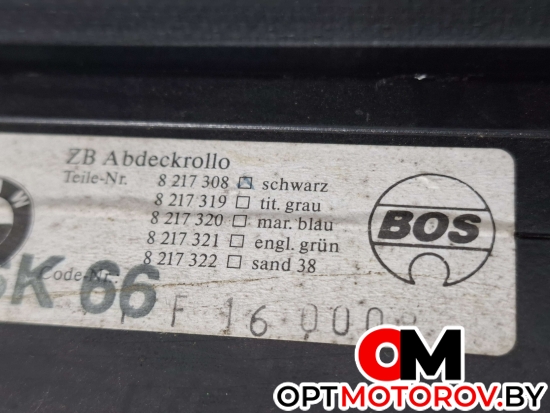 ZB Abdeckrollo
Teile-Nr. 8 217 308 schwarz
8 217 319 tit. grau
8 217 320 mar. blau
8 217 321 engl. grün
8 217 322 sand 38
BOS
Code-Nr.
K 66
F 16 000
OM
OPTMOTOROV.BY